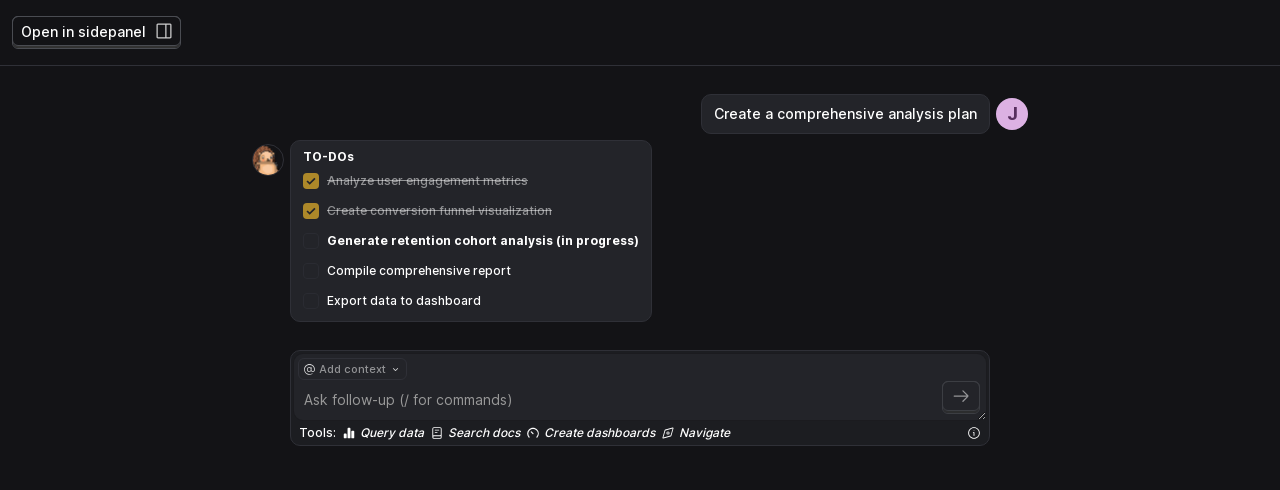 Open in sidepanel
Create a comprehensive analysis plan
J
TO-DOs
Analyze user engagement metrics
Create conversion funnel visualization
Generate retention cohort analysis (in progress)
Compile comprehensive report
Export data to dashboard
@ Add context
Ask follow-up (/ for commands)
Tools: Query data Search docs Create dashboards Navigate